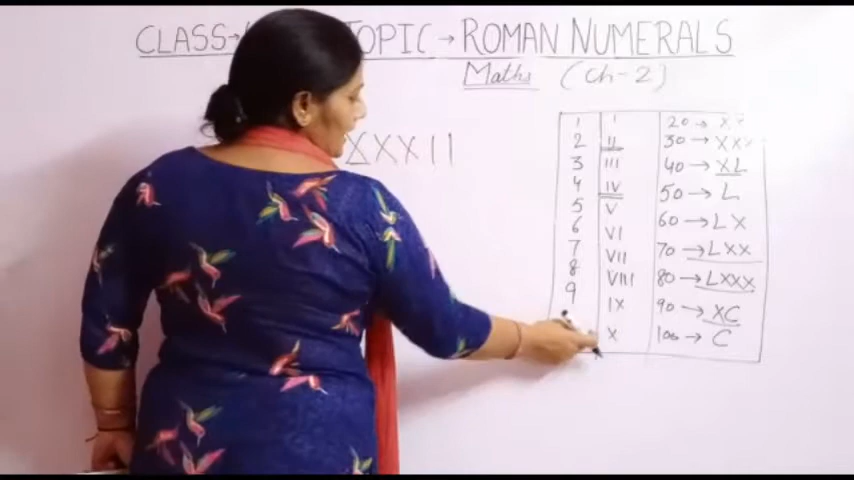 CLASS → TOPIC → ROMAN NUMERALS
Maths (Ch-2)
XXXII
1 I 20 → XX
2 II 30 → XXX
3 III 40 → XL
4 IV 50 → L
5 V 60 → LX
6 VI 70 → LXX
7 VII 80 → LXXX
8 VIII 90 → XC
9 IX 100 → C
X